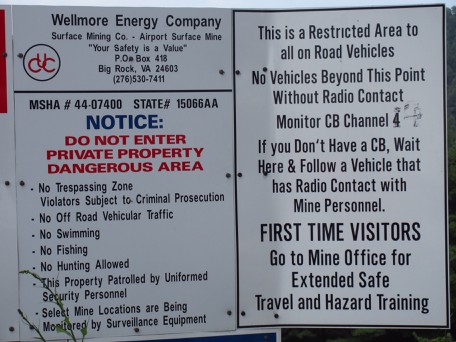 Wellmore Energy Company
Surface Mining Co. - Airport Surface Mine
"Your Safety is a Value"
P.O. Box 418
Big Rock, VA 24603
(276)530-7411
MSHA # 44-07400 STATE# 15066AA
NOTICE:
DO NOT ENTER
PRIVATE PROPERTY
DANGEROUS AREA
- No Trespassing Zone
Violators Subject to Criminal Prosecution
- No Off Road Vehicular Traffic
- No Swimming
- No Fishing
- No Hunting Allowed
- This Property Patrolled by Uniformed
Security Personnel
- Select Mine Locations are Being
Monitored by Surveillance Equipment
This is a Restricted Area to
all on Road Vehicles
No Vehicles Beyond This Point
Without Radio Contact
Monitor CB Channel 4
If you Don't Have a CB, Wait
Here & Follow a Vehicle that
has Radio Contact with
Mine Personnel.
FIRST TIME VISITORS
Go to Mine Office for
Extended Safe
Travel and Hazard Training